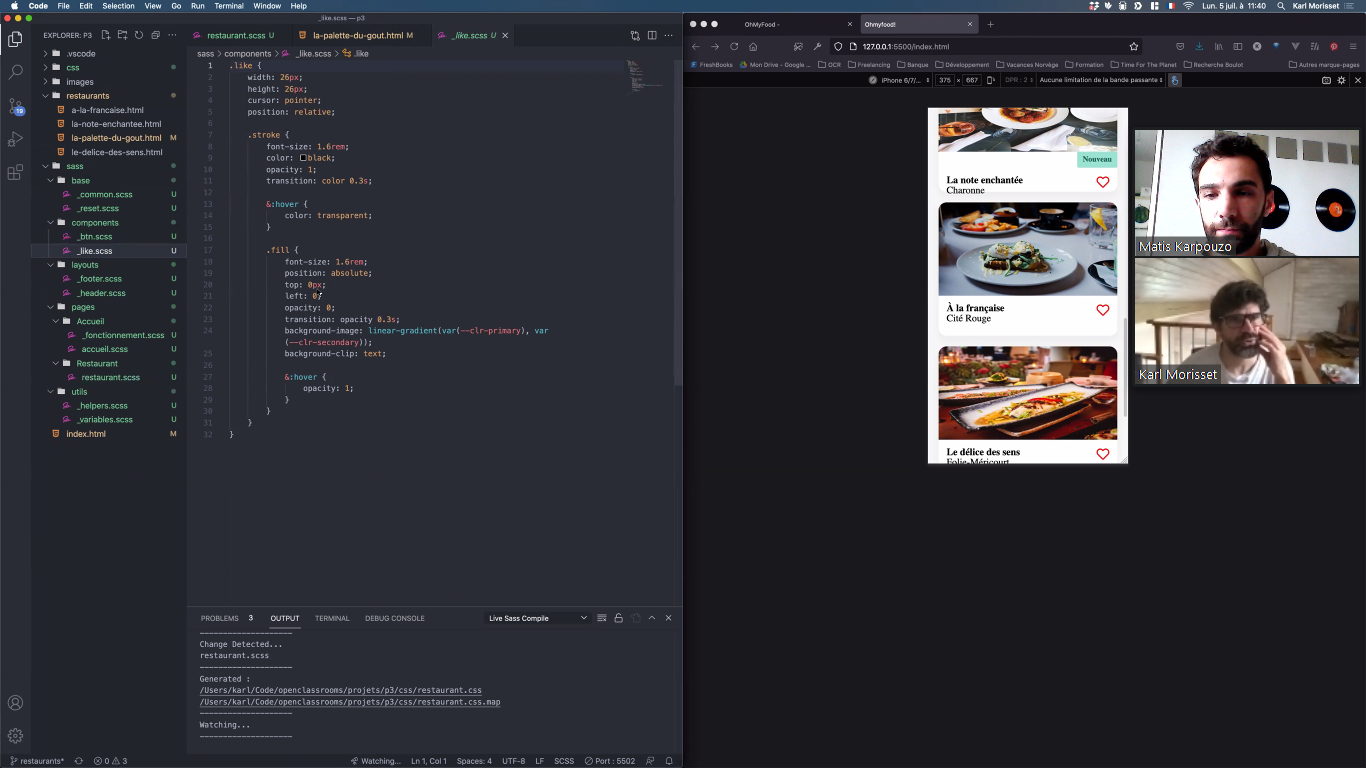 Code File Edit Selection View Go Run Terminal Window Help
Lun. 5 juil. à 11:40 Karl Morisset
_like.scss — p3
EXPLORER: P3
.vscode
css
images
restaurants
a-la-francaise.html
la-note-enchantee.html
la-palette-du-gout.html M
le-delice-des-sens.html
sass
base
_common.scss U
_reset.scss U
components
_btn.scss U
_like.scss U
layouts
_footer.scss U
_header.scss U
pages
Accueil
_fonctionnement.scss U
accueil.scss U
Restaurant
restaurant.scss U
utils
_helpers.scss U
_variables.scss U
index.html M
19
restaurant.scss U
la-palette-du-gout.html M
_like.scss U
sass > components > _like.scss > .like
1 .like {
2 width: 26px;
3 height: 26px;
4 cursor: pointer;
5 position: relative;
6
7 .stroke {
8 font-size: 1.6rem;
9 color: black;
10 opacity: 1;
11 transition: color 0.3s;
12
13 &:hover {
14 color: transparent;
15 }
16
17 .fill {
18 font-size: 1.6rem;
19 position: absolute;
20 top: 0px;
21 left: 0;
22 opacity: 0;
23 transition: opacity 0.3s;
24 background-image: linear-gradient(var(--clr-primary), var
(--clr-secondary));
25 background-clip: text;
26
27 &:hover {
28 opacity: 1;
29 }
30 }
31 }
32 }
PROBLEMS 3 OUTPUT TERMINAL DEBUG CONSOLE
Live Sass Compile
--------------------
Change Detected...
restaurant.scss
--------------------
Generated :
/Users/karl/Code/openclassrooms/projets/p3/css/restaurant.css
/Users/karl/Code/openclassrooms/projets/p3/css/restaurant.css.map
--------------------
Watching...
--------------------
restaurants* 0 3 Watching... Ln 1, Col 1 Spaces: 4 UTF-8 LF SCSS Port : 5502
OhMyFood -
Ohmyfood!
127.0.0.1:5500/index.html
FreshBooks Mon Drive - Google ... OCR Freelancing Banque Développement Vacances Norvège Formation Time For The Planet Recherche Boulot Autres marque-pages
iPhone 6/7/... 375 × 667 DPR : 2 Aucune limitation de la bande passante
Nouveau
La note enchantée
Charonne
À la française
Cité Rouge
Le délice des sens
Folie-Méricourt
Matis Karpouzo
Karl Morisset